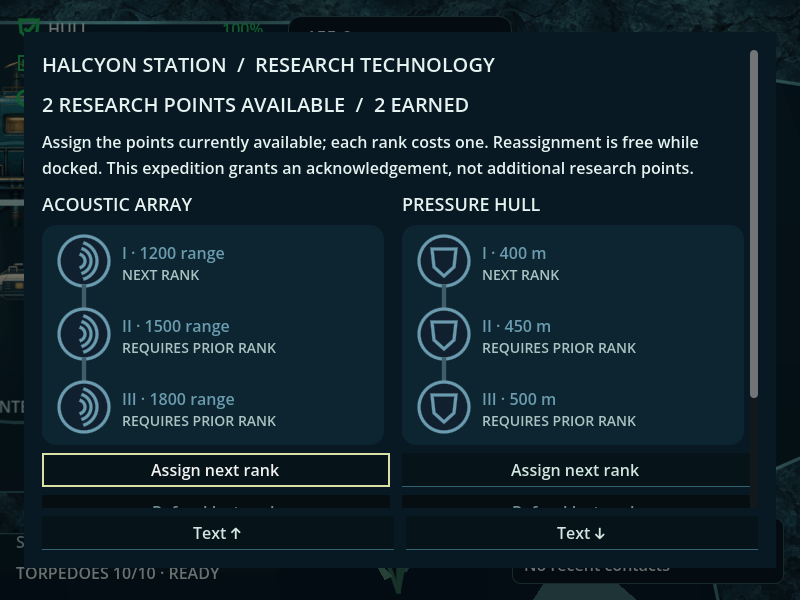 HULL 100%
HALCYON STATION / RESEARCH TECHNOLOGY
2 RESEARCH POINTS AVAILABLE / 2 EARNED
Assign the points currently available; each rank costs one. Reassignment is free while
docked. This expedition grants an acknowledgement, not additional research points.
ACOUSTIC ARRAY
I · 1200 range
NEXT RANK
II · 1500 range
REQUIRES PRIOR RANK
III · 1800 range
REQUIRES PRIOR RANK
Assign next rank
PRESSURE HULL
I · 400 m
NEXT RANK
II · 450 m
REQUIRES PRIOR RANK
III · 500 m
REQUIRES PRIOR RANK
Assign next rank
Text ↑
Text ↓
TORPEDOES 10/10 · READY
No recent contacts